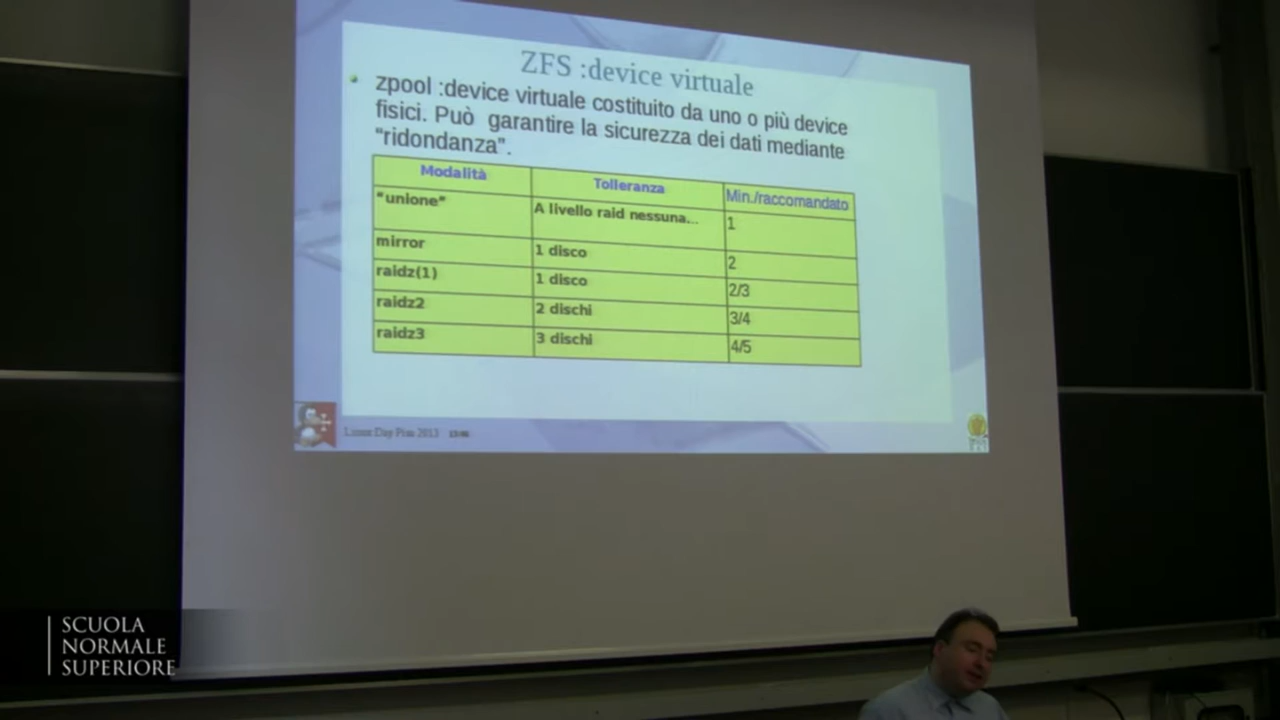 ZFS :device virtuale
zpool :device virtuale costituito da uno o più device
fisici. Può garantire la sicurezza dei dati mediante
“ridondanza”.
Modalità Tolleranza Min./raccomandato
"unione" A livello raid nessuna... 1
mirror 1 disco 2
raidz(1) 1 disco 2/3
raidz2 2 dischi 3/4
raidz3 3 dischi 4/5
Linux Day Pisa 2013
SCUOLA
NORMALE
SUPERIORE